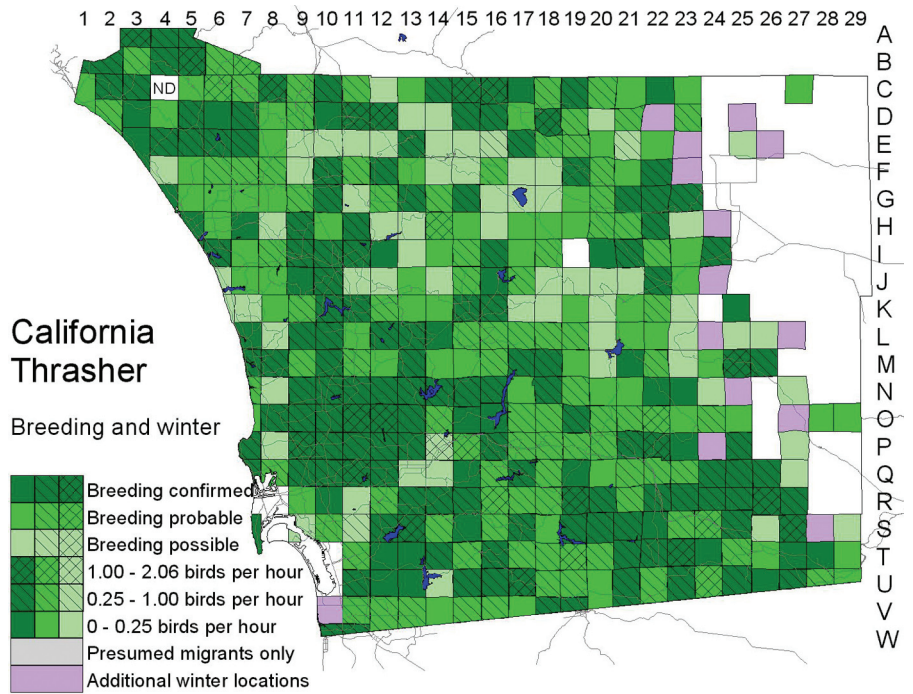 1 2 3 4 5 6 7 8 9 10 11 12 13 14 15 16 17 18 19 20 21 22 23 24 25 26 27 28 29
A
B
C
ND
D
E
F
G
H
I
J
K
L
M
N
O
P
Q
R
S
T
U
V
W
California
Thrasher
Breeding and winter
Breeding confirmed
Breeding probable
Breeding possible
1.00 - 2.06 birds per hour
0.25 - 1.00 birds per hour
0 - 0.25 birds per hour
Presumed migrants only
Additional winter locations